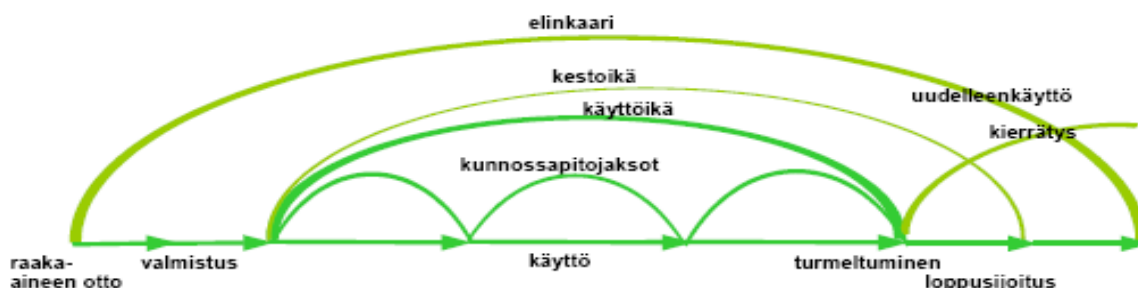 elinkaari
kestoikä
uudelleenkäyttö
käyttöikä
kierrätys
kunnossapitojaksot
raaka-
aineen otto
valmistus
käyttö
turmeltuminen
loppusijoitus